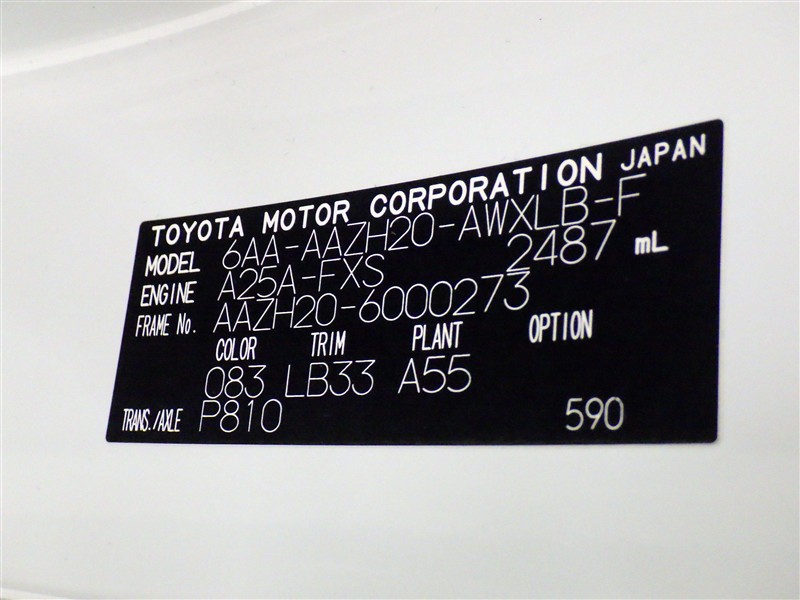 TOYOTA MOTOR CORPORATION JAPAN
MODEL 6AA-AAZH20-AWXLB-F
ENGINE A25A-FXS 2487 mL
FRAME No. AAZH20-6000273
COLOR TRIM PLANT OPTION
083 LB33 A55
TRANS./AXLE P810 590